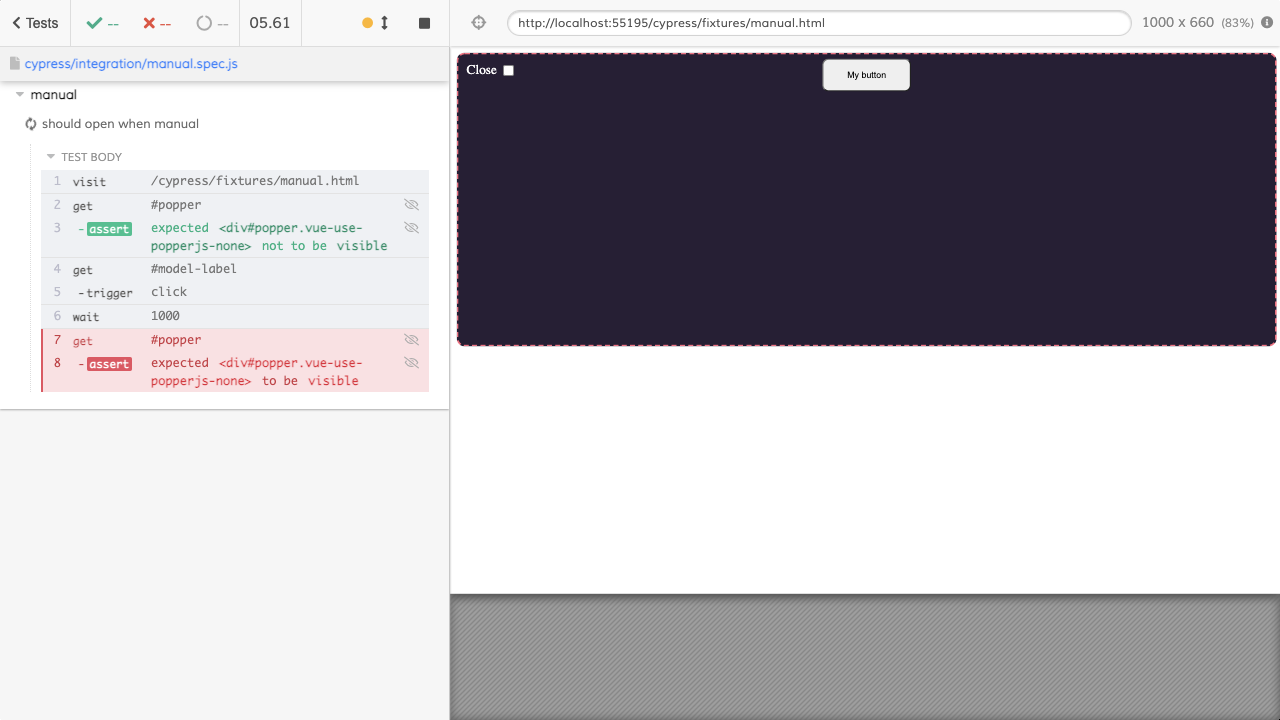 Tests -- -- -- 05.61
http://localhost:55195/cypress/fixtures/manual.html 1000 x 660 (83%)
cypress/integration/manual.spec.js
manual
should open when manual
TEST BODY
1 visit /cypress/fixtures/manual.html
2 get #popper
3 -assert expected <div#popper.vue-use-
popperjs-none> not to be visible
4 get #model-label
5 -trigger click
6 wait 1000
7 get #popper
8 -assert expected <div#popper.vue-use-
popperjs-none> to be visible
Close
My button